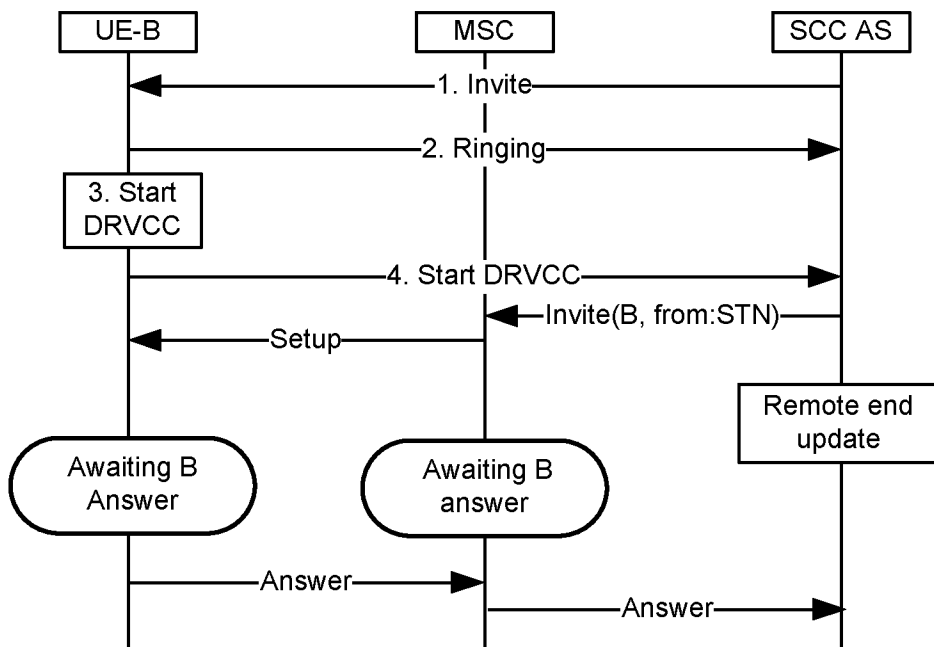 UE-B
MSC
SCC AS
1. Invite
2. Ringing
3. Start
DRVCC
4. Start DRVCC
Invite(B, from:STN)
Setup
Remote end
update
Awaiting B
Answer
Awaiting B
answer
Answer
Answer